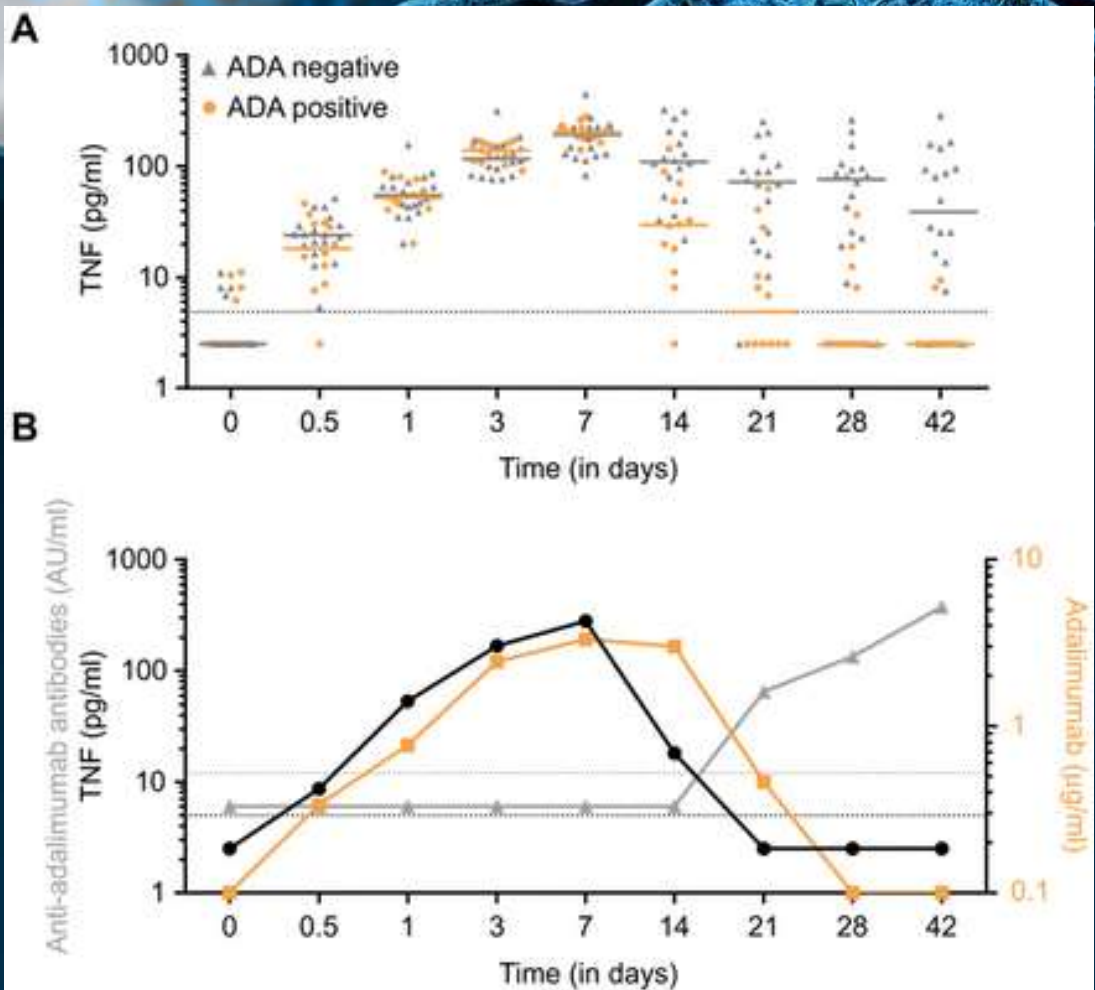 A
1000
100
10
1
TNF (pg/ml)
ADA negative
ADA positive
0 0.5 1 3 7 14 21 28 42
Time (in days)
B
Anti-adalimumab antibodies (AU/ml)
TNF (pg/ml)
1000
100
10
1
10
1
0.1
Adalimumab (µg/ml)
0 0.5 1 3 7 14 21 28 42
Time (in days)